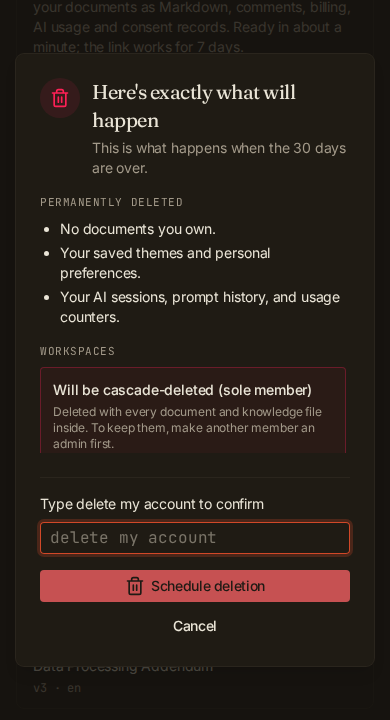 your documents as Markdown, comments, billing,
AI usage and consent records. Ready in about a
minute; the link works for 7 days.
Here's exactly what will
happen
This is what happens when the 30 days
are over.
PERMANENTLY DELETED
• No documents you own.
• Your saved themes and personal
preferences.
• Your AI sessions, prompt history, and usage
counters.
WORKSPACES
Will be cascade-deleted (sole member)
Deleted with every document and knowledge file
inside. To keep them, make another member an
admin first.
Type delete my account to confirm
delete my account
Schedule deletion
Cancel
Data Processing Addendum
v3 - en